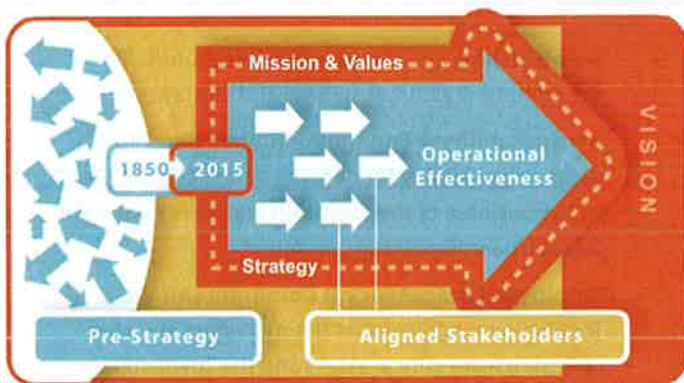 Mission & Values
1850 2015
Operational
Effectiveness
VISION
Strategy
Pre-Strategy
Aligned Stakeholders